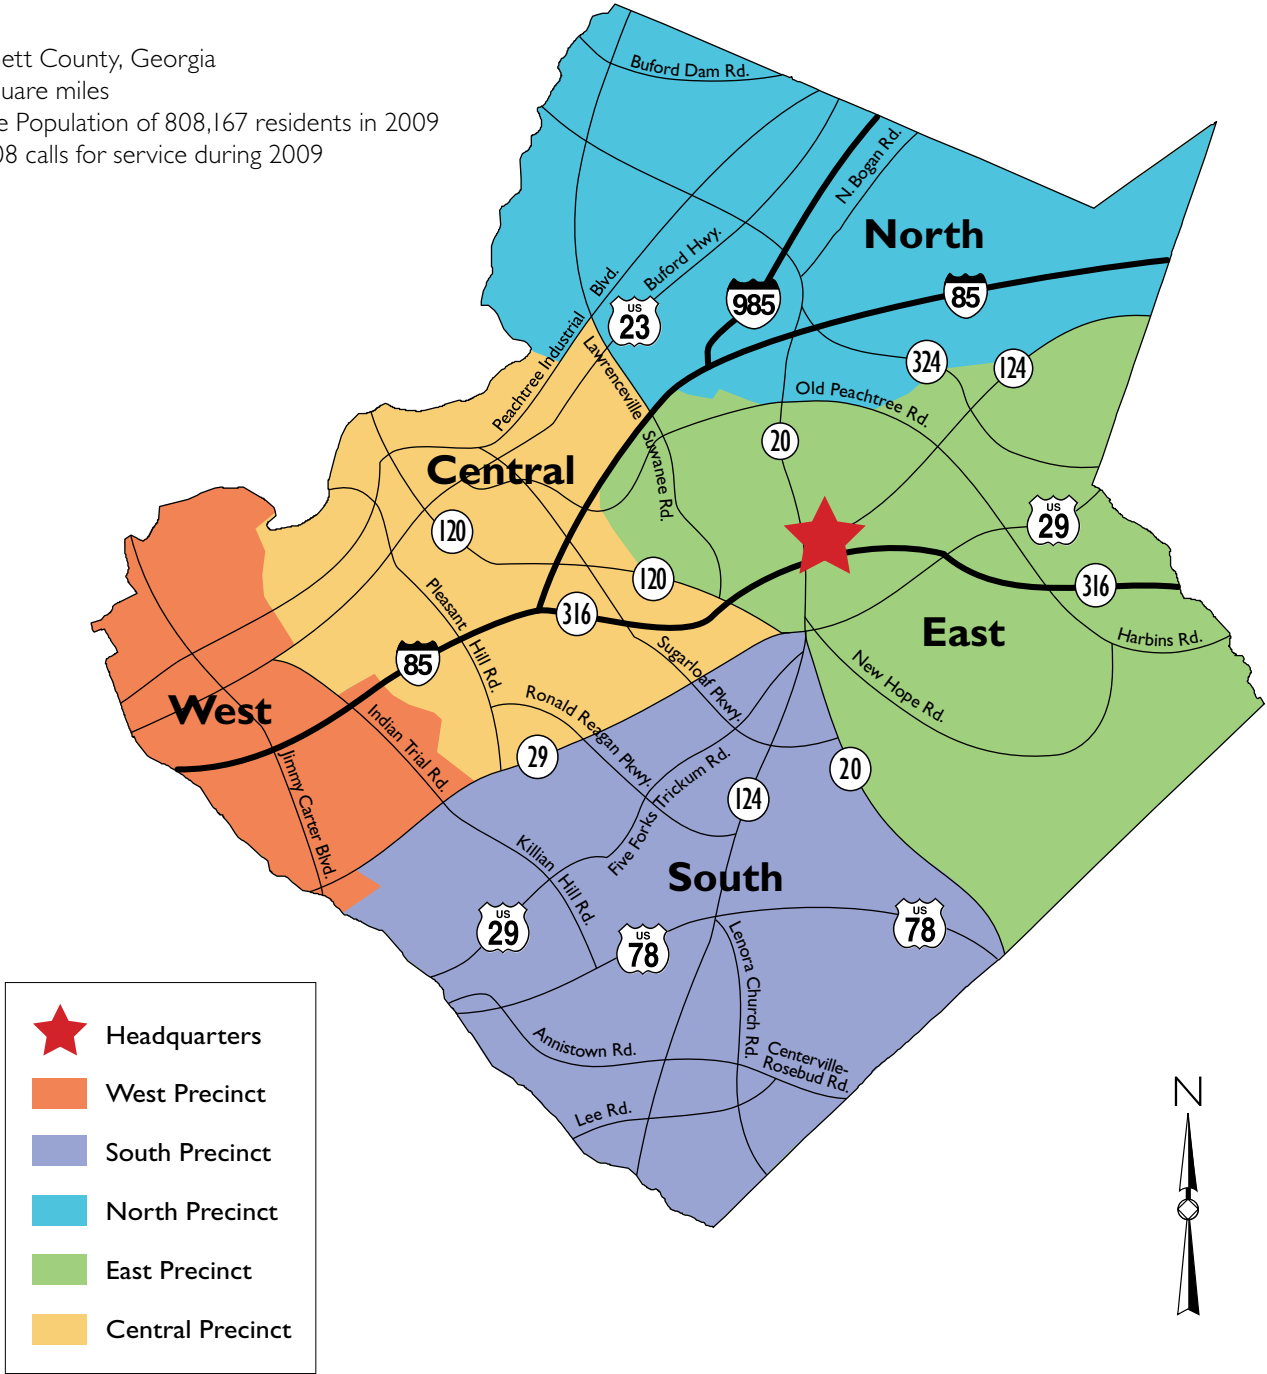 ett County, Georgia
uare miles
e Population of 808,167 residents in 2009
08 calls for service during 2009
Buford Dam Rd.
N. Bogan Rd.
North
Buford Hwy.
Blvd.
Peachtree Industrial
US
23
985
85
Lawrenceville
Suwanee Rd.
324
124
Old Peachtree Rd.
20
Central
120
120
US
29
316
316
Pleasant
Hill Rd.
85
East
Harbins Rd.
New Hope Rd.
Sugarloaf Pkwy.
Ronald Reagan Pkwy.
West
Indian Trial Rd.
Jimmy Carter Blvd.
29
20
124
Five Forks Trickum Rd.
Killian
Hill Rd.
South
US
29
US
78
US
78
Lenora Church Rd.
Annistown Rd.
Centerville-
Rosebud Rd.
Lee Rd.
Headquarters
West Precinct
South Precinct
North Precinct
East Precinct
Central Precinct
N